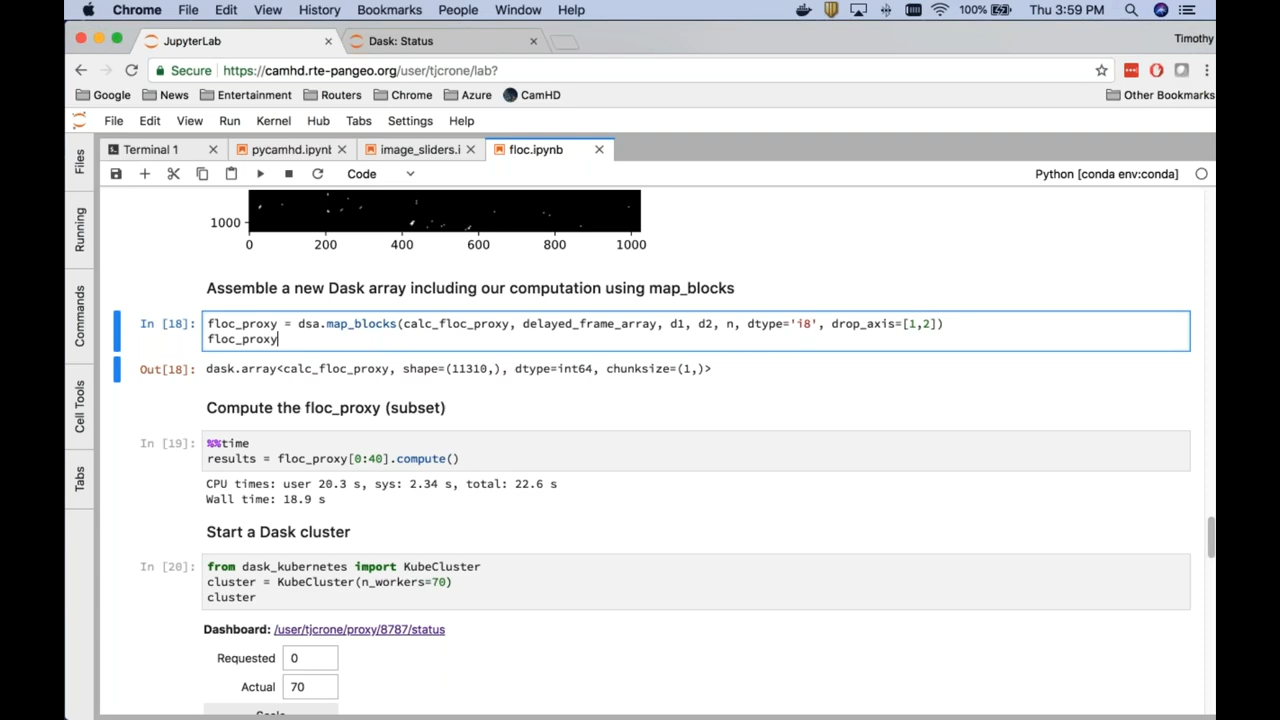 Chrome File Edit View History Bookmarks People Window Help 100% Thu 3:59 PM
JupyterLab Dask: Status Timothy
Secure https://camhd.rte-pangeo.org/user/tjcrone/lab?
Google News Entertainment Routers Chrome Azure CamHD Other Bookmarks
File Edit View Run Kernel Hub Tabs Settings Help
Files
Running
Commands
Cell Tools
Tabs
Terminal 1 pycamhd.ipynb image_sliders.i floc.ipynb
Code Python [conda env:conda]
1000
0 200 400 600 800 1000
Assemble a new Dask array including our computation using map_blocks
In [18]: floc_proxy = dsa.map_blocks(calc_floc_proxy, delayed_frame_array, d1, d2, n, dtype='i8', drop_axis=[1,2])
floc_proxy
Out[18]: dask.array<calc_floc_proxy, shape=(11310,), dtype=int64, chunksize=(1,)>
Compute the floc_proxy (subset)
In [19]: %%time
results = floc_proxy[0:40].compute()
CPU times: user 20.3 s, sys: 2.34 s, total: 22.6 s
Wall time: 18.9 s
Start a Dask cluster
In [20]: from dask_kubernetes import KubeCluster
cluster = KubeCluster(n_workers=70)
cluster
Dashboard: /user/tjcrone/proxy/8787/status
Requested 0
Actual 70
Scale